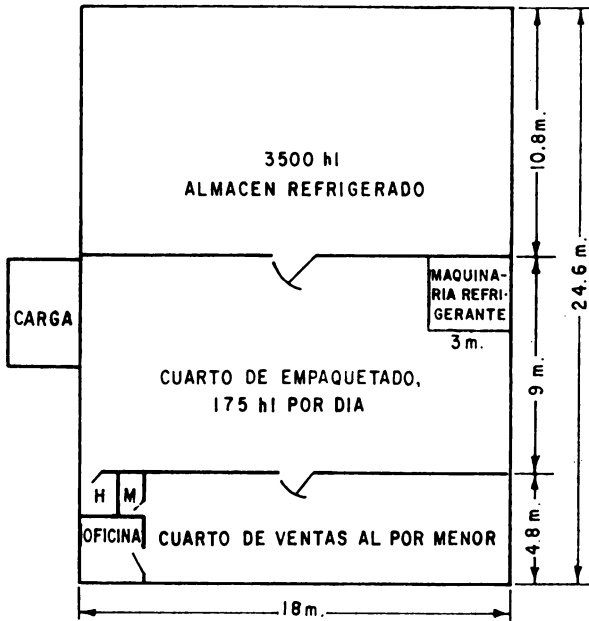 3500 hl
ALMACEN REFRIGERADO
10.8m.
24.6 m.
MAQUINA-
RIA REFRI-
GERANTE
3 m.
CARGA
CUARTO DE EMPAQUETADO,
175 hl POR DIA
9 m.
H M
OFICINA
CUARTO DE VENTAS AL POR MENOR
4.8 m.
18m.